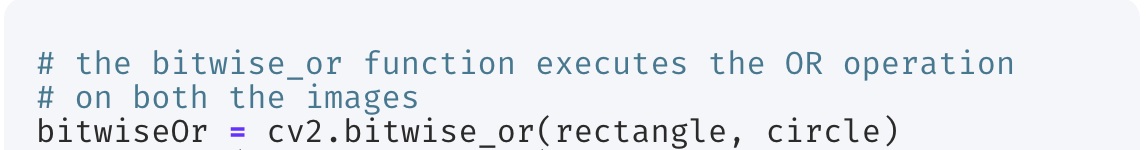 # the bitwise_or function executes the OR operation
# on both the images
bitwiseOr = cv2.bitwise_or(rectangle, circle)